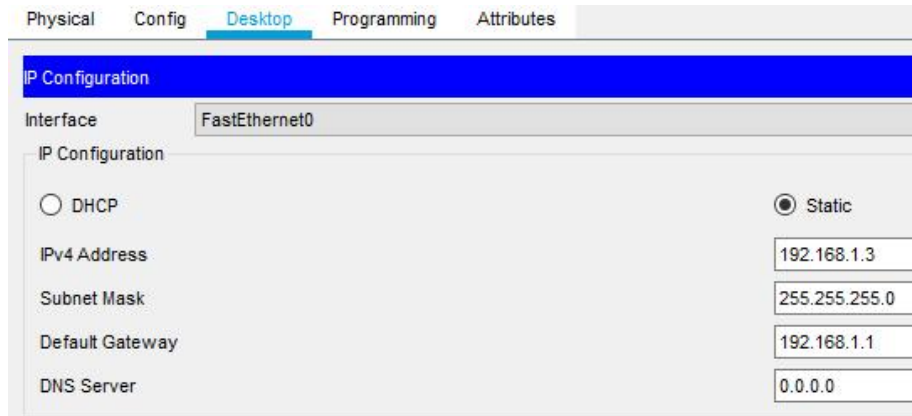 Physical Config Desktop Programming Attributes
IP Configuration
Interface FastEthernet0
IP Configuration
DHCP Static
IPv4 Address 192.168.1.3
Subnet Mask 255.255.255.0
Default Gateway 192.168.1.1
DNS Server 0.0.0.0